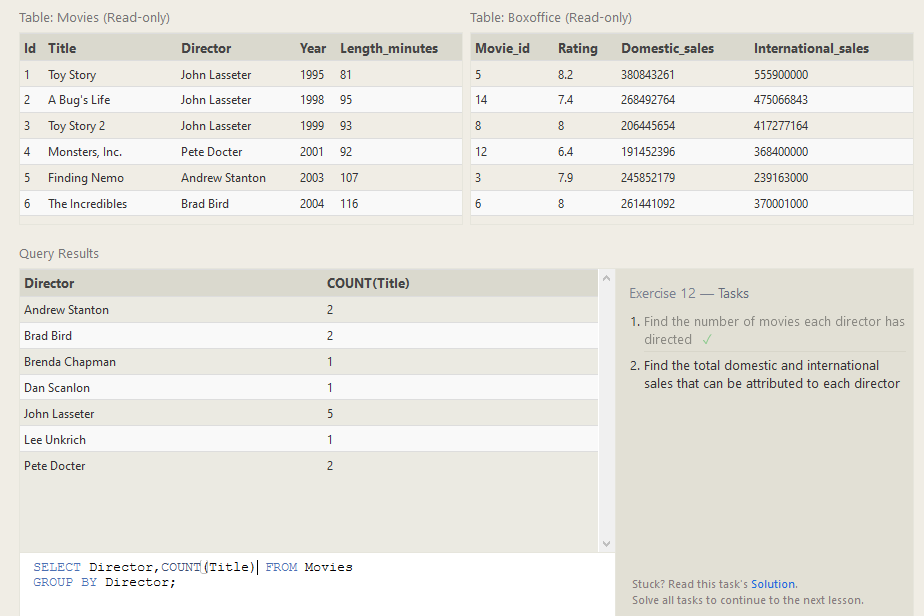 Table: Movies (Read-only)
Id Title Director Year Length_minutes
1 Toy Story John Lasseter 1995 81
2 A Bug's Life John Lasseter 1998 95
3 Toy Story 2 John Lasseter 1999 93
4 Monsters, Inc. Pete Docter 2001 92
5 Finding Nemo Andrew Stanton 2003 107
6 The Incredibles Brad Bird 2004 116
Table: Boxoffice (Read-only)
Movie_id Rating Domestic_sales International_sales
5 8.2 380843261 555900000
14 7.4 268492764 475066843
8 8 206445654 417277164
12 6.4 191452396 368400000
3 7.9 245852179 239163000
6 8 261441092 370001000
Query Results
Director COUNT(Title)
Andrew Stanton 2
Brad Bird 2
Brenda Chapman 1
Dan Scanlon 1
John Lasseter 5
Lee Unkrich 1
Pete Docter 2
SELECT Director,COUNT(Title) FROM Movies
GROUP BY Director;
Exercise 12 — Tasks
1. Find the number of movies each director has
directed ✓
2. Find the total domestic and international
sales that can be attributed to each director
Stuck? Read this task's Solution.
Solve all tasks to continue to the next lesson.